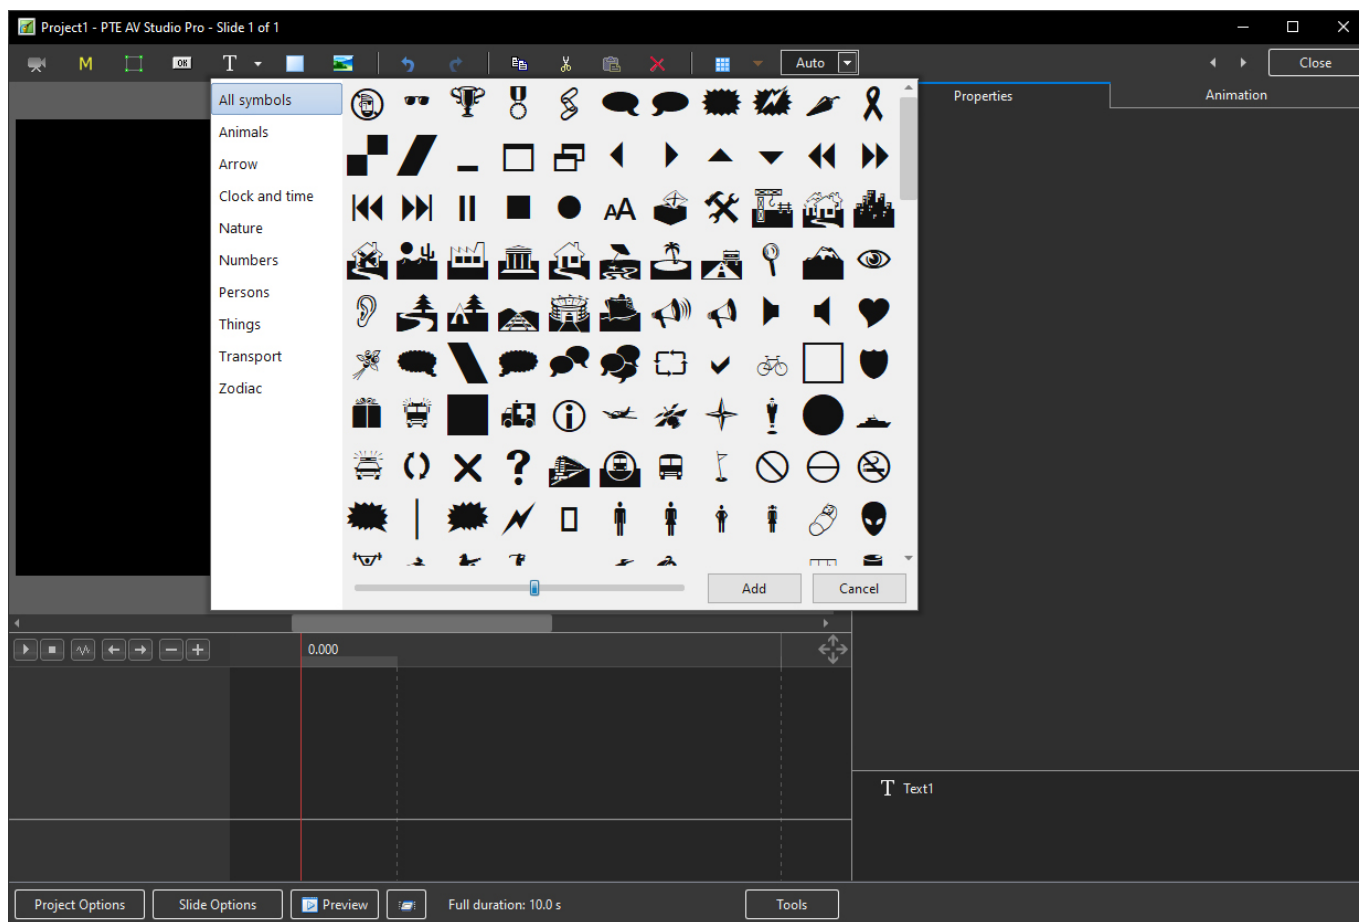 Project1 - PTE AV Studio Pro - Slide 1 of 1
M
OK
T
Auto
Close
Properties
Animation
All symbols
Animals
Arrow
Clock and time
Nature
Numbers
Persons
Things
Transport
Zodiac
AA
Add
Cancel
0.000
T Text1
Project Options
Slide Options
Preview
Full duration: 10.0 s
Tools